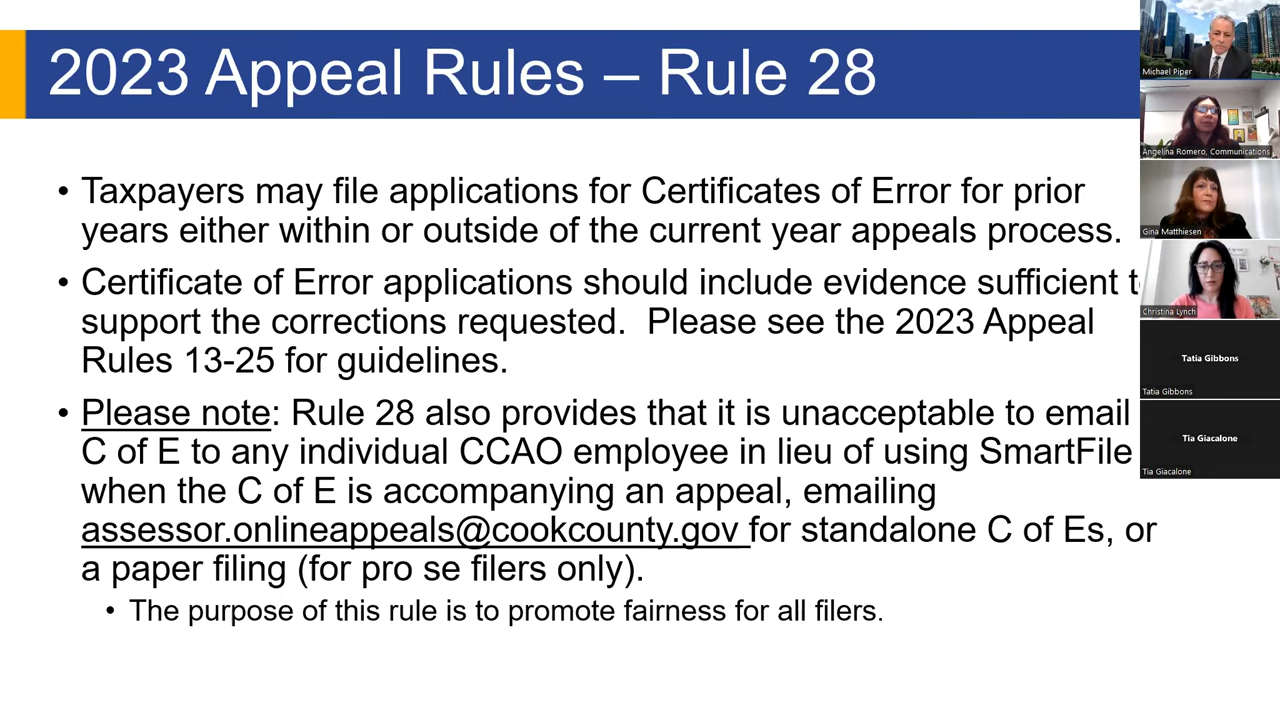 2023 Appeal Rules – Rule 28
• Taxpayers may file applications for Certificates of Error for prior
years either within or outside of the current year appeals process.
• Certificate of Error applications should include evidence sufficient
support the corrections requested.  Please see the 2023 Appeal
Rules 13-25 for guidelines.
• Please note: Rule 28 also provides that it is unacceptable to email
C of E to any individual CCAO employee in lieu of using SmartFile
when the C of E is accompanying an appeal, emailing
assessor.onlineappeals@cookcounty.gov for standalone C of Es, or
a paper filing (for pro se filers only).
• The purpose of this rule is to promote fairness for all filers.
Michael Piper
Angelina Romero, Communications
Gina Matthiesen
Christina Lynch
Tatia Gibbons
Tatia Gibbons
Tia Giacalone
Tia Giacalone